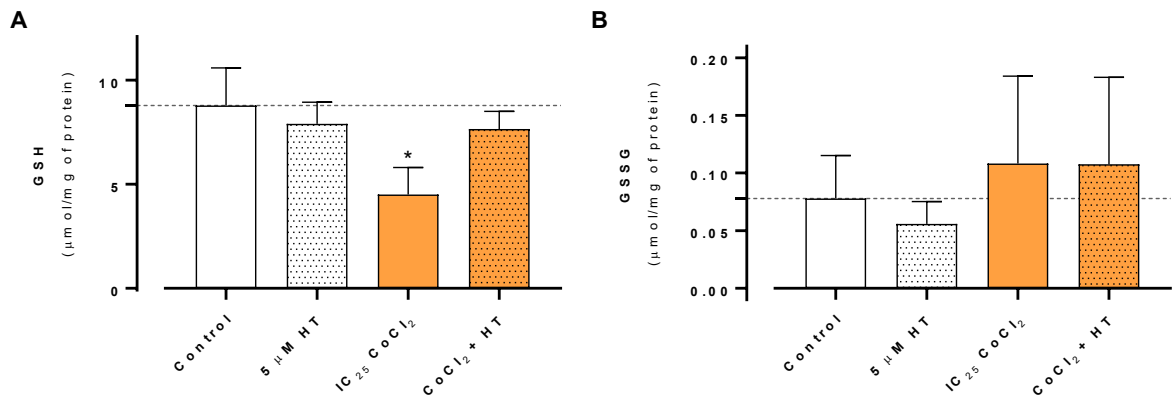 A
GSH
(μmol/mg of protein)
10
5
0
*
Control
5 μM HT
IC₂₅ CoCl₂
CoCl₂ + HT
B
GSSG
(μmol/mg of protein)
0.20
0.15
0.10
0.05
0.00
Control
5 μM HT
IC₂₅ CoCl₂
CoCl₂ + HT